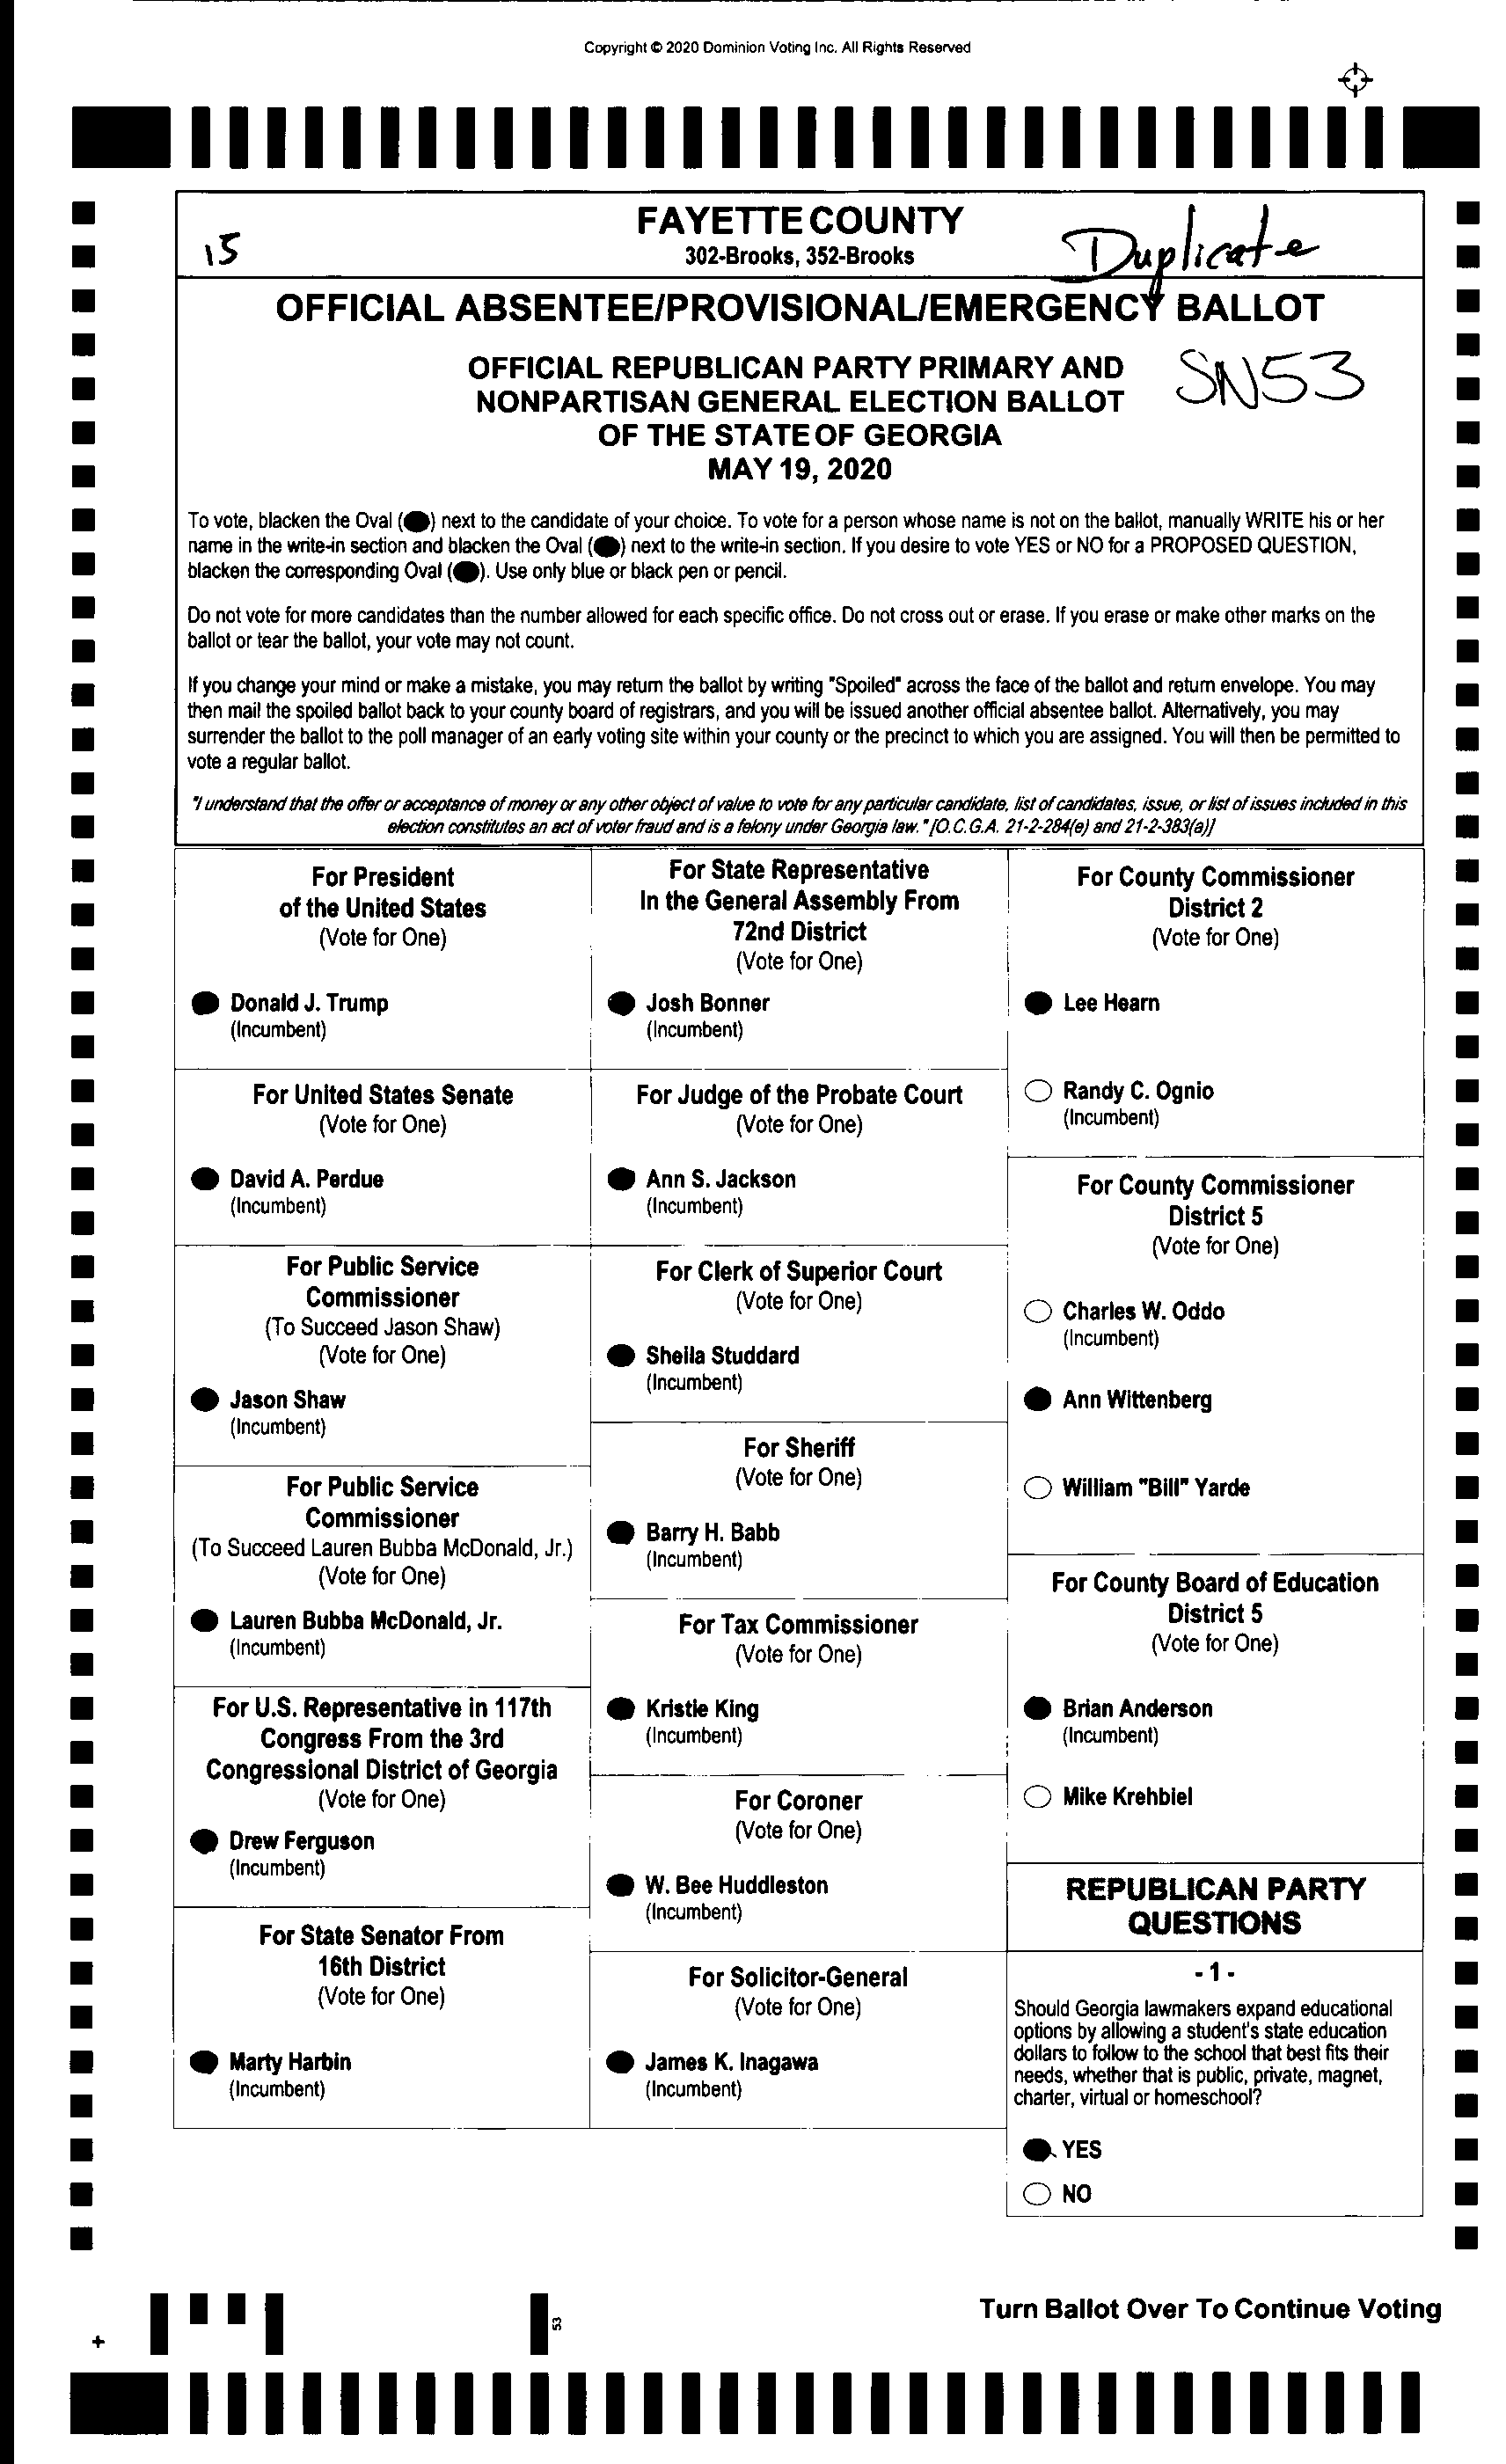 Copyright © 2020 Dominion Voting Inc. All Rights Reserved
FAYETTE COUNTY
302-Brooks, 352-Brooks
15
Duplicate
OFFICIAL ABSENTEE/PROVISIONAL/EMERGENCY BALLOT
OFFICIAL REPUBLICAN PARTY PRIMARY AND
NONPARTISAN GENERAL ELECTION BALLOT
OF THE STATE OF GEORGIA
MAY 19, 2020
SN53
To vote, blacken the Oval (●) next to the candidate of your choice. To vote for a person whose name is not on the ballot, manually WRITE his or her
name in the write-in section and blacken the Oval (●) next to the write-in section. If you desire to vote YES or NO for a PROPOSED QUESTION,
blacken the corresponding Oval (●). Use only blue or black pen or pencil.
Do not vote for more candidates than the number allowed for each specific office. Do not cross out or erase. If you erase or make other marks on the
ballot or tear the ballot, your vote may not count.
If you change your mind or make a mistake, you may return the ballot by writing "Spoiled" across the face of the ballot and return envelope. You may
then mail the spoiled ballot back to your county board of registrars, and you will be issued another official absentee ballot. Alternatively, you may
surrender the ballot to the poll manager of an early voting site within your county or the precinct to which you are assigned. You will then be permitted to
vote a regular ballot.
"I understand that the offer or acceptance of money or any other object of value to vote for any particular candidate, list of candidates, issue, or list of issues included in this
election constitutes an act of voter fraud and is a felony under Georgia law." [O.C.G.A. 21-2-284(e) and 21-2-383(a)]
For President
of the United States
(Vote for One)
Donald J. Trump
(Incumbent)
For United States Senate
(Vote for One)
David A. Perdue
(Incumbent)
For Public Service
Commissioner
(To Succeed Jason Shaw)
(Vote for One)
Jason Shaw
(Incumbent)
For Public Service
Commissioner
(To Succeed Lauren Bubba McDonald, Jr.)
(Vote for One)
Lauren Bubba McDonald, Jr.
(Incumbent)
For U.S. Representative in 117th
Congress From the 3rd
Congressional District of Georgia
(Vote for One)
Drew Ferguson
(Incumbent)
For State Senator From
16th District
(Vote for One)
Marty Harbin
(Incumbent)
For State Representative
In the General Assembly From
72nd District
(Vote for One)
Josh Bonner
(Incumbent)
For Judge of the Probate Court
(Vote for One)
Ann S. Jackson
(Incumbent)
For Clerk of Superior Court
(Vote for One)
Sheila Studdard
(Incumbent)
For Sheriff
(Vote for One)
Barry H. Babb
(Incumbent)
For Tax Commissioner
(Vote for One)
Kristie King
(Incumbent)
For Coroner
(Vote for One)
W. Bee Huddleston
(Incumbent)
For Solicitor-General
(Vote for One)
James K. Inagawa
(Incumbent)
For County Commissioner
District 2
(Vote for One)
Lee Hearn
Randy C. Ognio
(Incumbent)
For County Commissioner
District 5
(Vote for One)
Charles W. Oddo
(Incumbent)
Ann Wittenberg
William "Bill" Yarde
For County Board of Education
District 5
(Vote for One)
Brian Anderson
(Incumbent)
Mike Krehbiel
REPUBLICAN PARTY
QUESTIONS
- 1 -
Should Georgia lawmakers expand educational
options by allowing a student's state education
dollars to follow to the school that best fits their
needs, whether that is public, private, magnet,
charter, virtual or homeschool?
YES
NO
Turn Ballot Over To Continue Voting
53